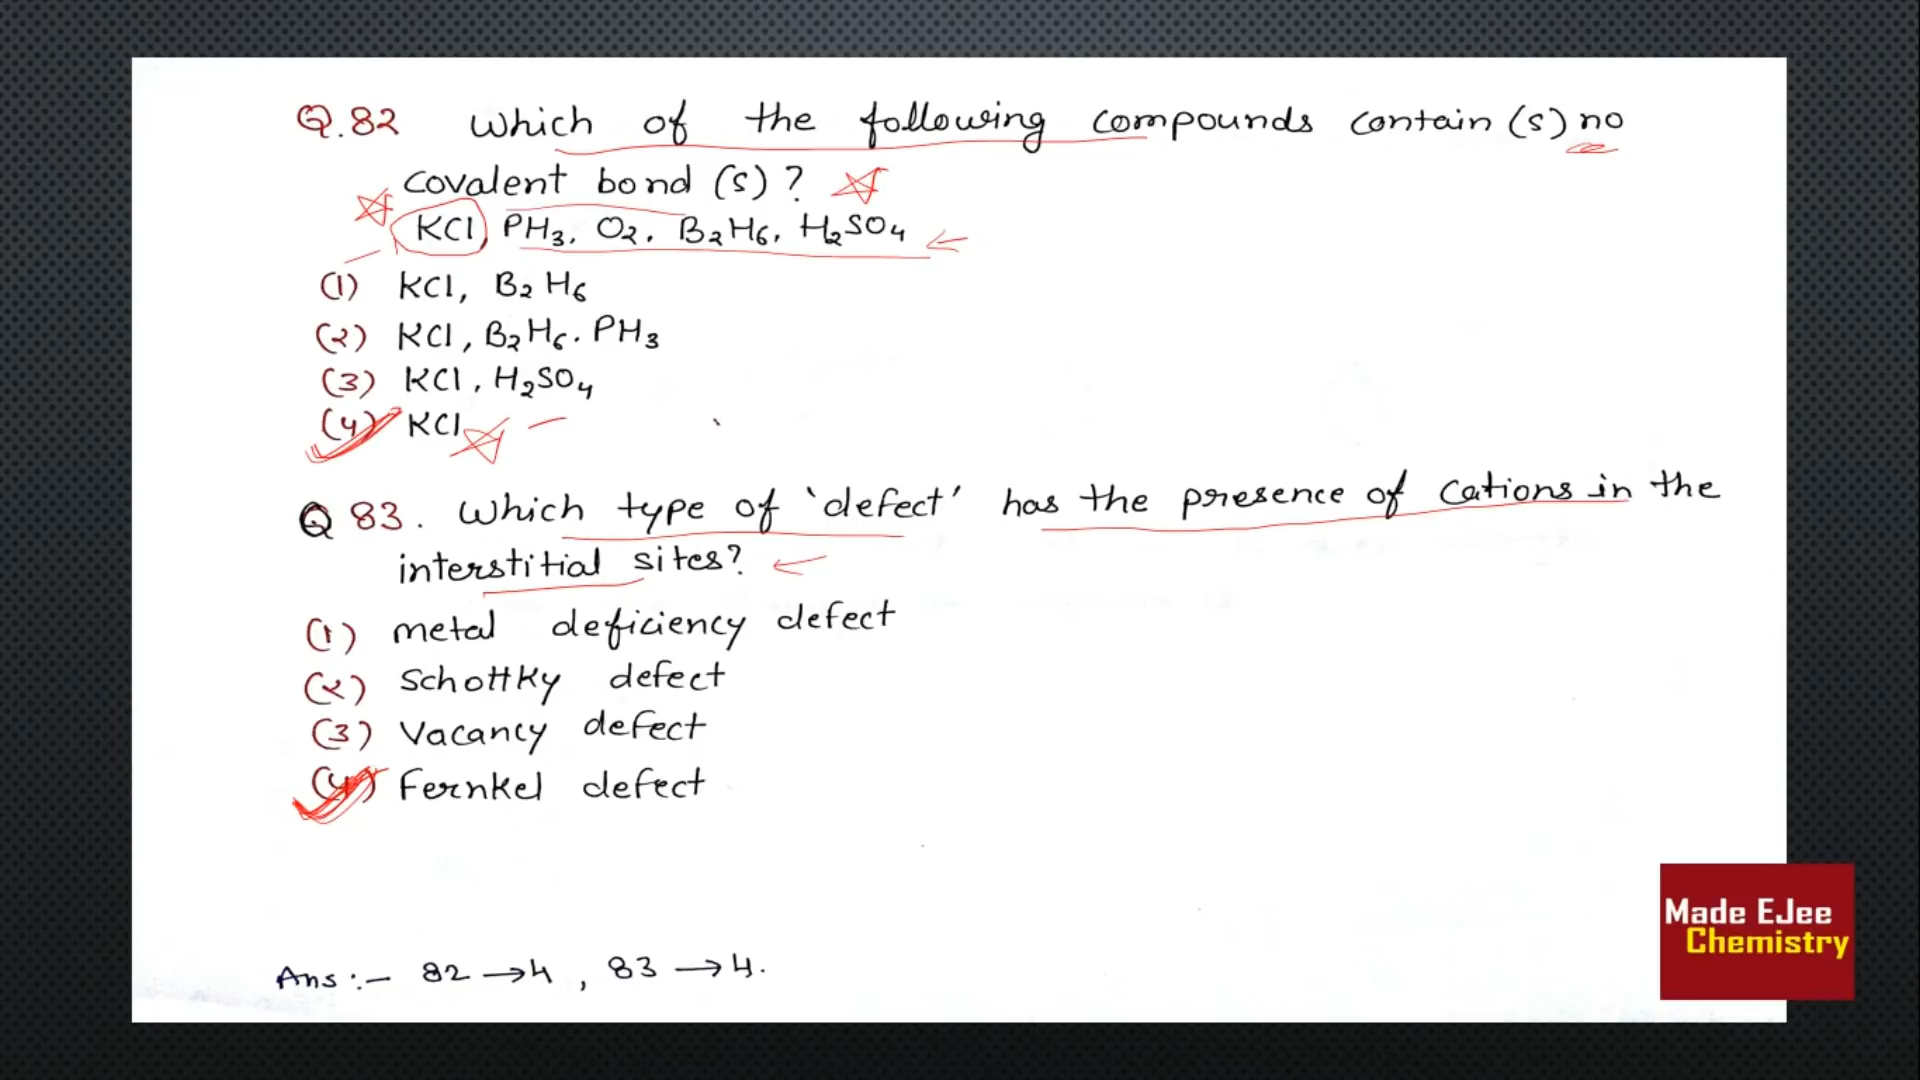 Q.82 Which of the following compounds contain (s) no
covalent bond (s) ?
KCl, PH3, O2, B2H6, H2SO4
(1) KCl, B2H6
(2) KCl, B2H6. PH3
(3) KCl, H2SO4
(4) KCl
Q 83. Which type of 'defect' has the presence of cations in the
interstitial sites?
(1) metal deficiency defect
(2) Schottky defect
(3) Vacancy defect
(4) Fernkel defect
Ans :- 82 → 4, 83 → 4.
Made EJee
Chemistry